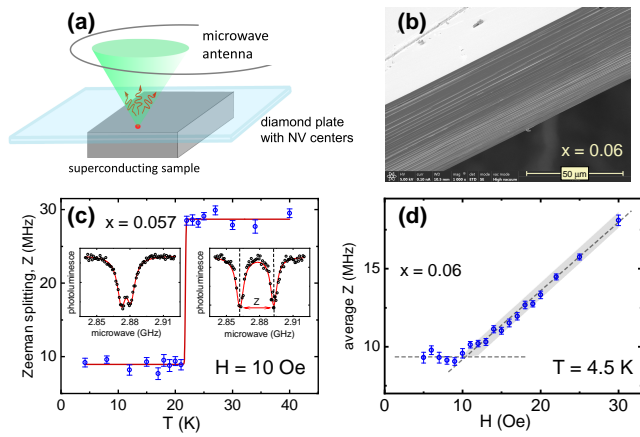 (a)
microwave
antenna
diamond plate
with NV centers
superconducting sample
(b)
x = 0.06
50 µm
(c)
x = 0.057
Zeeman splitting, Z (MHz)
30
20
10
0
photoluminesce
2.85 2.88 2.91
microwave (GHz)
photoluminesce
Z
2.85 2.88 2.91
microwave (GHz)
H = 10 Oe
0 10 20 30 40
T (K)
(d)
x = 0.06
average Z (MHz)
15
10
T = 4.5 K
0 10 20 30
H (Oe)